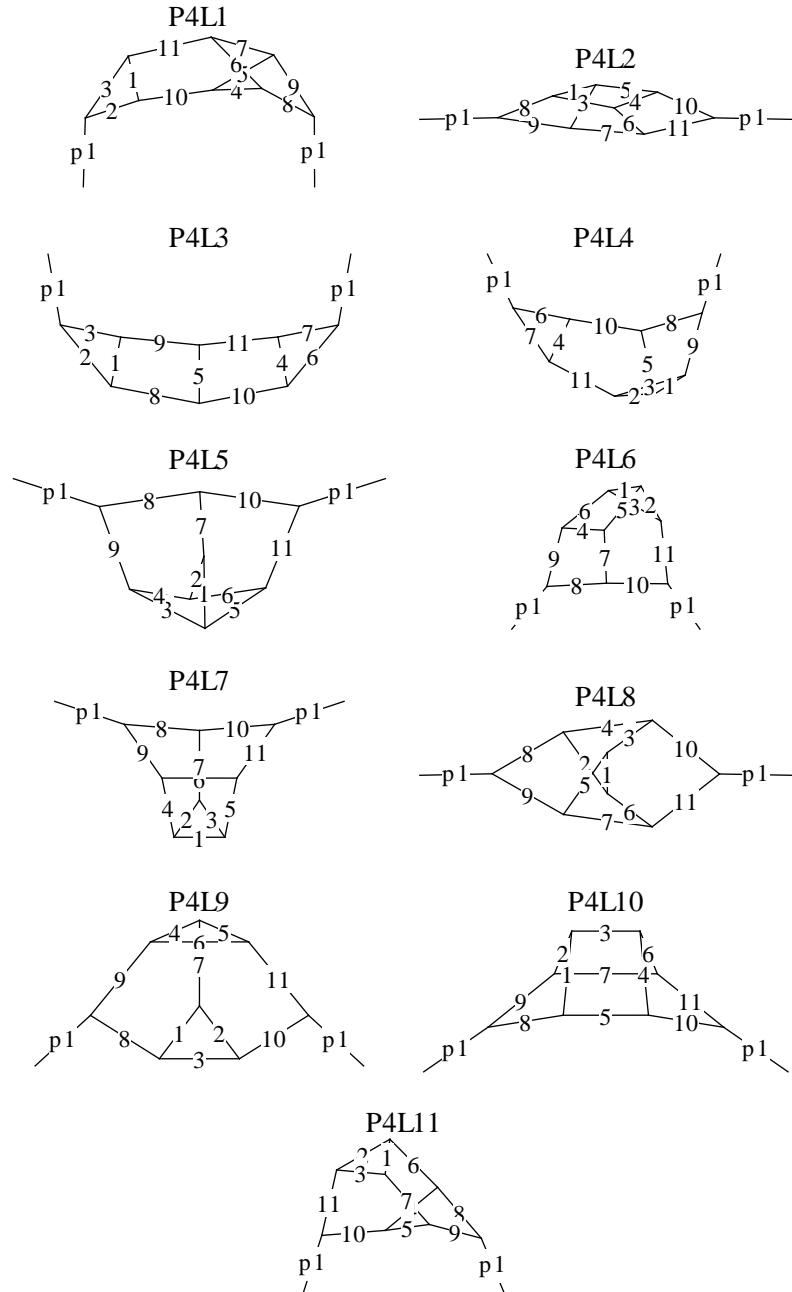 P4L1
11 7
3 1 6 5 9
2 10 4 8
p1 p1
P4L2
1 5
8 3 4 10
p1 9 7 6 11 p1
P4L3
p1 p1
3 9 11 7
2 1 5 4 6
8 10
P4L4
p1 p1
6 10 8
7 4 5 9
11 2 3 1
P4L5
p1 8 10 p1
7
9 11
2
4 1 6
3 5
P4L6
1
6 5 3 2
4
9 7 11
8 10
p1 p1
P4L7
p1 8 10 p1
9 7 11
6
4 2 3 5
1
P4L8
4 3
8 2 10
p1 5 1 p1
9 7 6 11
P4L9
4 5
6
7
9 11
p1 8 1 2 10 p1
3
P4L10
3
2 6
1 7 4
9 11
8 5 10
p1 p1
P4L11
2 1
3 6
11 7 8
10 5 9
p1 p1